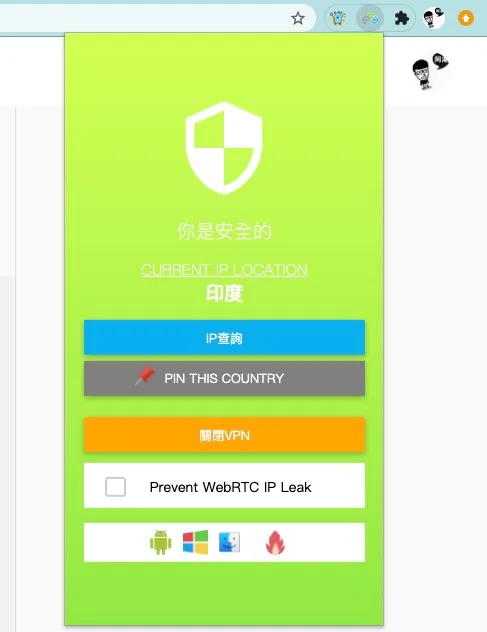 你是安全的
CURRENT IP LOCATION
印度
IP查詢
PIN THIS COUNTRY
關閉VPN
Prevent WebRTC IP Leak